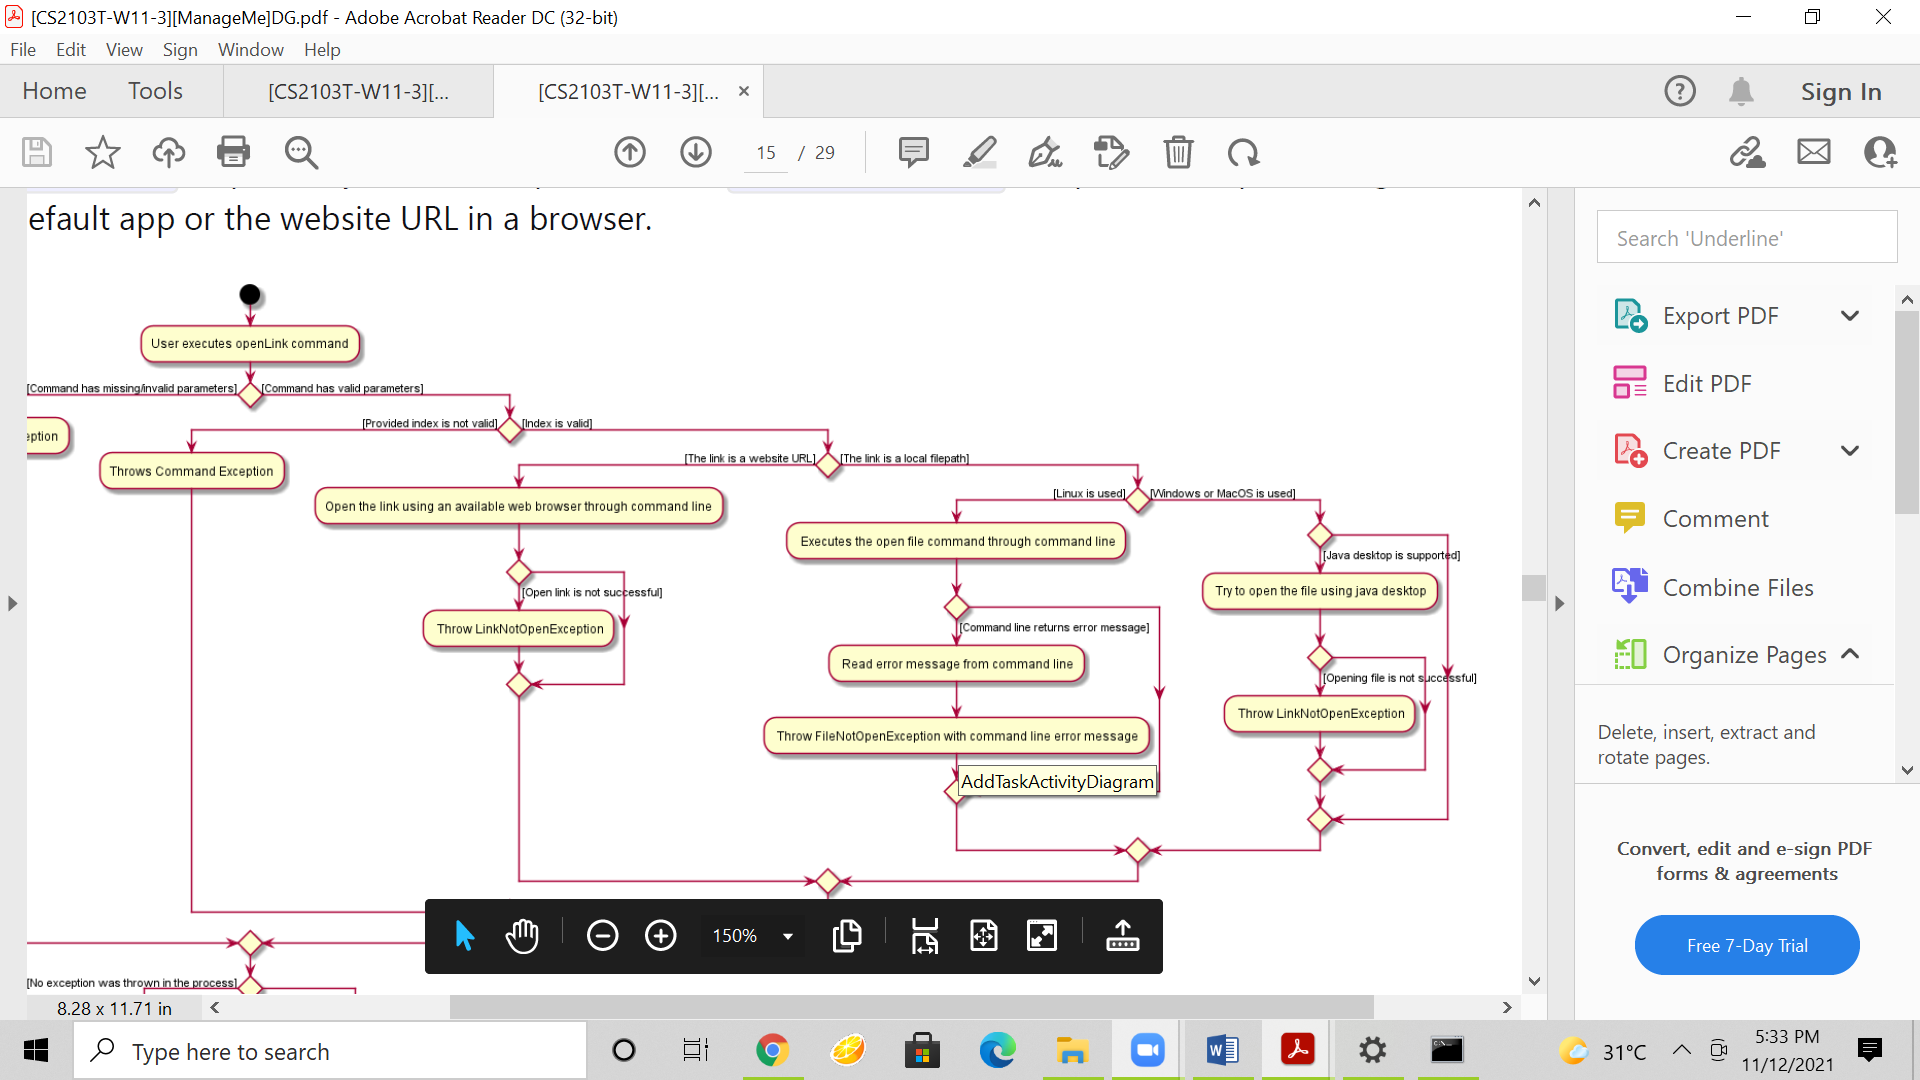 [CS2103T-W11-3][ManageMe]DG.pdf - Adobe Acrobat Reader DC (32-bit)
File Edit View Sign Window Help
Home Tools [CS2103T-W11-3][... [CS2103T-W11-3][... × Sign In
15 / 29
efault app or the website URL in a browser.
User executes openLink command
[Command has missing/invalid parameters] [Command has valid parameters]
[Provided index is not valid] [Index is valid]
eption
Throws Command Exception
[The link is a website URL] [The link is a local filepath]
Open the link using an available web browser through command line
[Linux is used] [Windows or MacOS is used]
Executes the open file command through command line
[Java desktop is supported]
Try to open the file using java desktop
[Open link is not successful]
Throw LinkNotOpenException
[Command line returns error message]
Read error message from command line
[Opening file is not successful]
Throw LinkNotOpenException
Throw FileNotOpenException with command line error message
AddTaskActivityDiagram
[No exception was thrown in the process]
150%
8.28 x 11.71 in
Search 'Underline'
Export PDF
Edit PDF
Create PDF
Comment
Combine Files
Organize Pages
Delete, insert, extract and
rotate pages.
Convert, edit and e-sign PDF
forms & agreements
Free 7-Day Trial
Type here to search
31°C
5:33 PM
11/12/2021